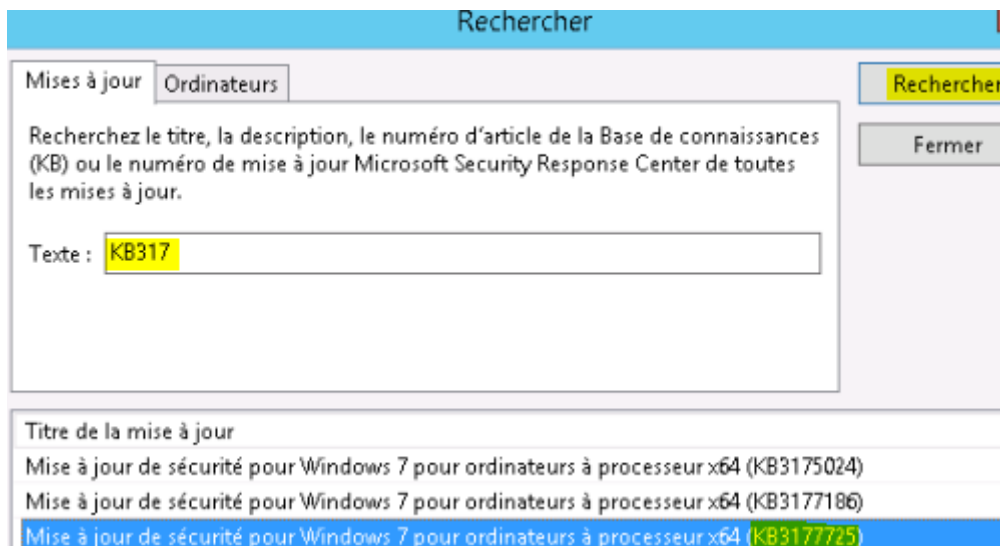 Rechercher
Mises à jour
Ordinateurs
Rechercher
Recherchez le titre, la description, le numéro d'article de la Base de connaissances
(KB) ou le numéro de mise à jour Microsoft Security Response Center de toutes
les mises à jour.
Fermer
Texte : KB317
Titre de la mise à jour
Mise à jour de sécurité pour Windows 7 pour ordinateurs à processeur x64 (KB3175024)
Mise à jour de sécurité pour Windows 7 pour ordinateurs à processeur x64 (KB3177186)
Mise à jour de sécurité pour Windows 7 pour ordinateurs à processeur x64 (KB3177725)